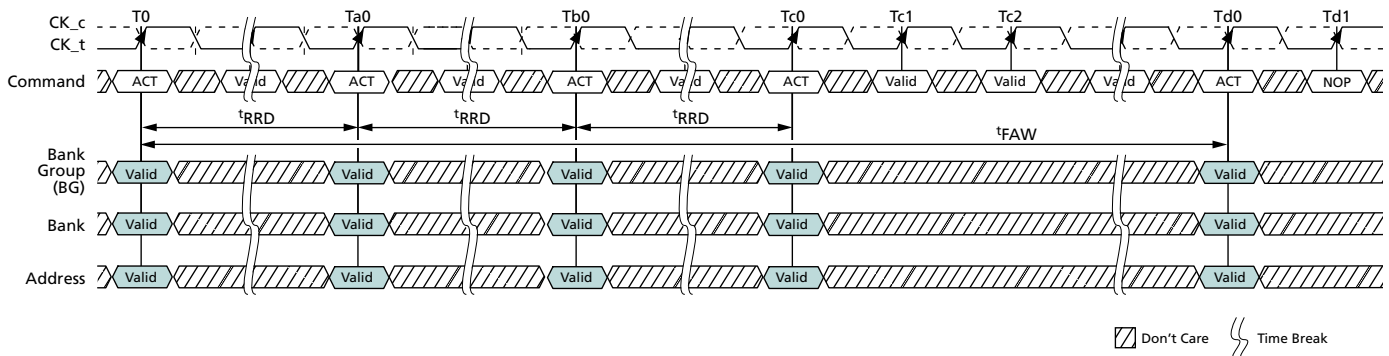 T0 Ta0 Tb0 Tc0 Tc1 Tc2 Td0 Td1
CK_c
CK_t
Command ACT Valid ACT Valid ACT Valid ACT Valid Valid Valid ACT NOP
tRRD tRRD tRRD
tFAW
Bank
Group
(BG)
Valid Valid Valid Valid Valid
Bank Valid Valid Valid Valid Valid
Address Valid Valid Valid Valid Valid
Don't Care Time Break